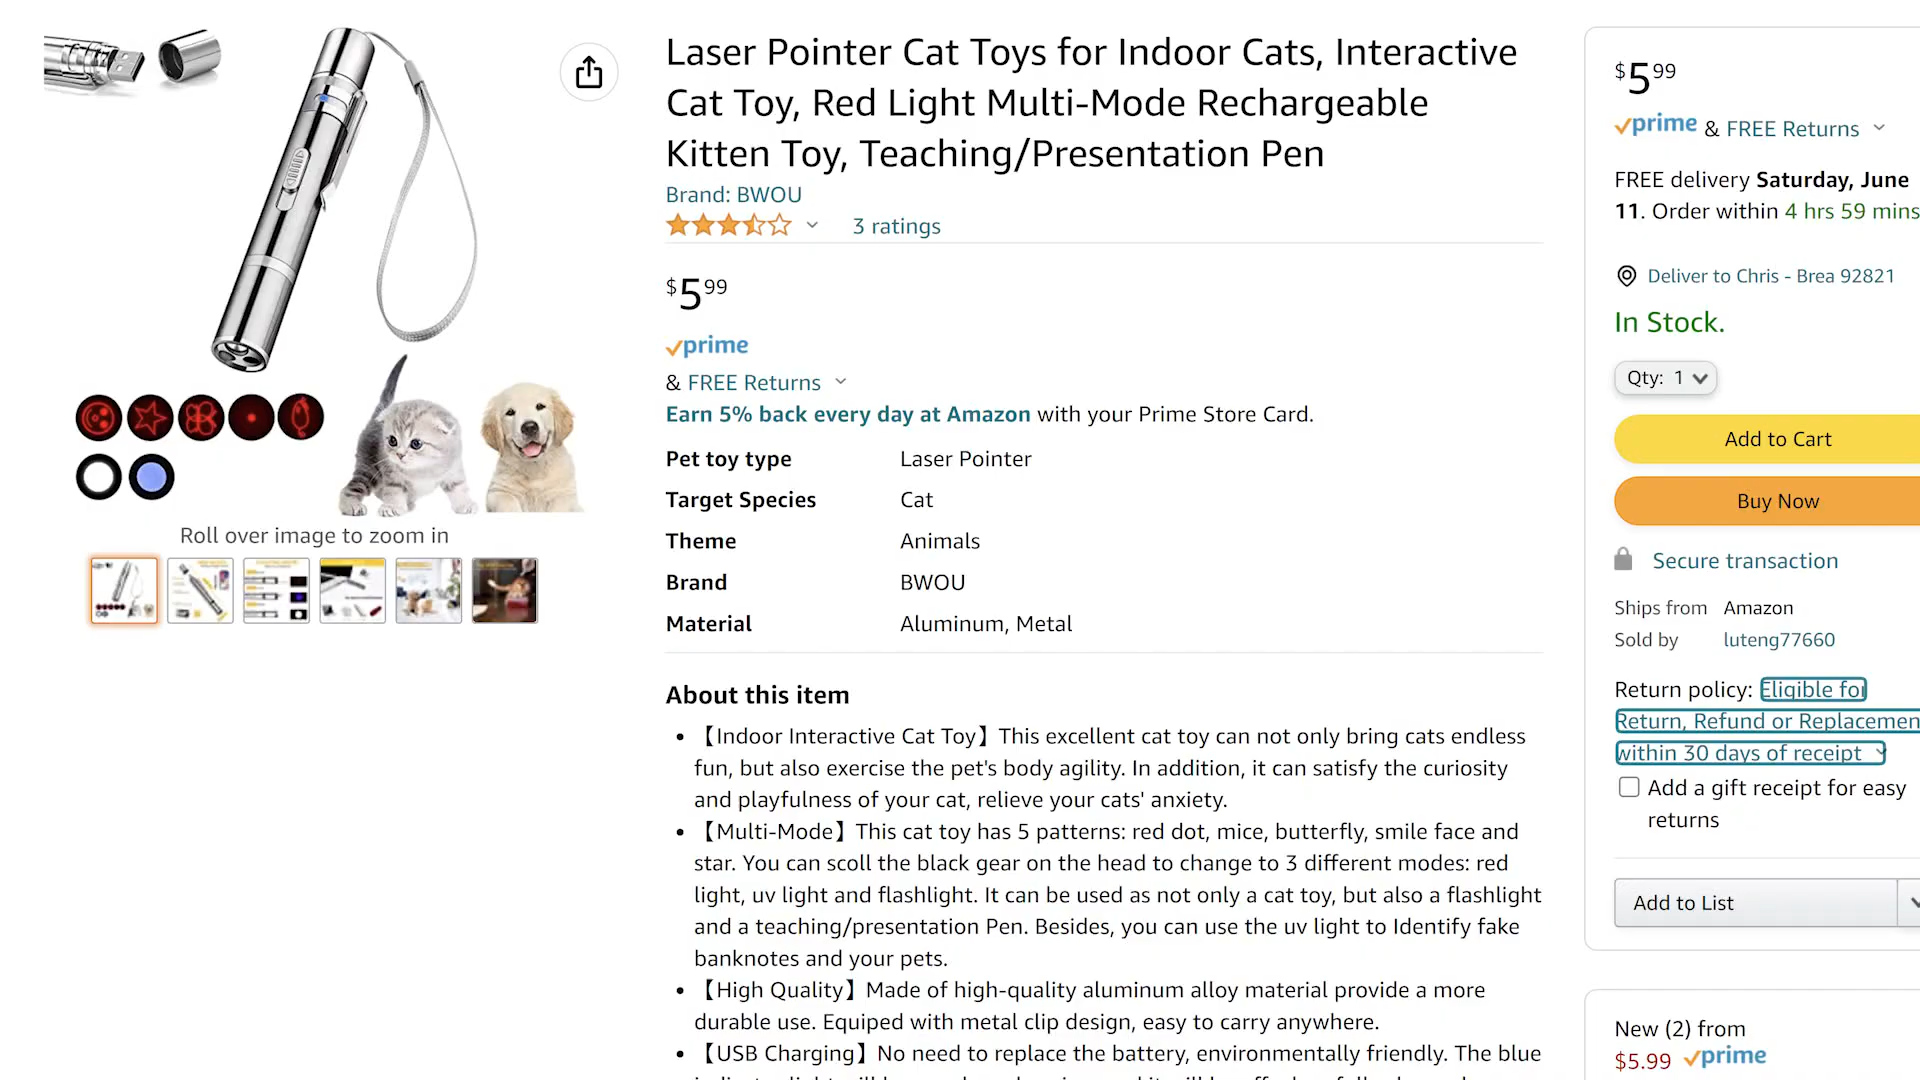 Laser Pointer Cat Toys for Indoor Cats, Interactive
Cat Toy, Red Light Multi-Mode Rechargeable
Kitten Toy, Teaching/Presentation Pen
Brand: BWOU
3 ratings
$5 99
prime
& FREE Returns
Earn 5% back every day at Amazon with your Prime Store Card.
Pet toy type Laser Pointer
Target Species Cat
Theme Animals
Brand BWOU
Material Aluminum, Metal
About this item
• 【Indoor Interactive Cat Toy】This excellent cat toy can not only bring cats endless
fun, but also exercise the pet's body agility. In addition, it can satisfy the curiosity
and playfulness of your cat, relieve your cats' anxiety.
• 【Multi-Mode】This cat toy has 5 patterns: red dot, mice, butterfly, smile face and
star. You can scoll the black gear on the head to change to 3 different modes: red
light, uv light and flashlight. It can be used as not only a cat toy, but also a flashlight
and a teaching/presentation Pen. Besides, you can use the uv light to Identify fake
banknotes and your pets.
• 【High Quality】Made of high-quality aluminum alloy material provide a more
durable use. Equiped with metal clip design, easy to carry anywhere.
• 【USB Charging】No need to replace the battery, environmentally friendly. The blue
Roll over image to zoom in
$5 99
prime & FREE Returns
FREE delivery Saturday, June
11. Order within 4 hrs 59 mins
Deliver to Chris - Brea 92821
In Stock.
Qty: 1
Add to Cart
Buy Now
Secure transaction
Ships from Amazon
Sold by luteng77660
Return policy: Eligible for
Return, Refund or Replacemen
within 30 days of receipt
Add a gift receipt for easy
returns
Add to List
New (2) from
$5.99 prime